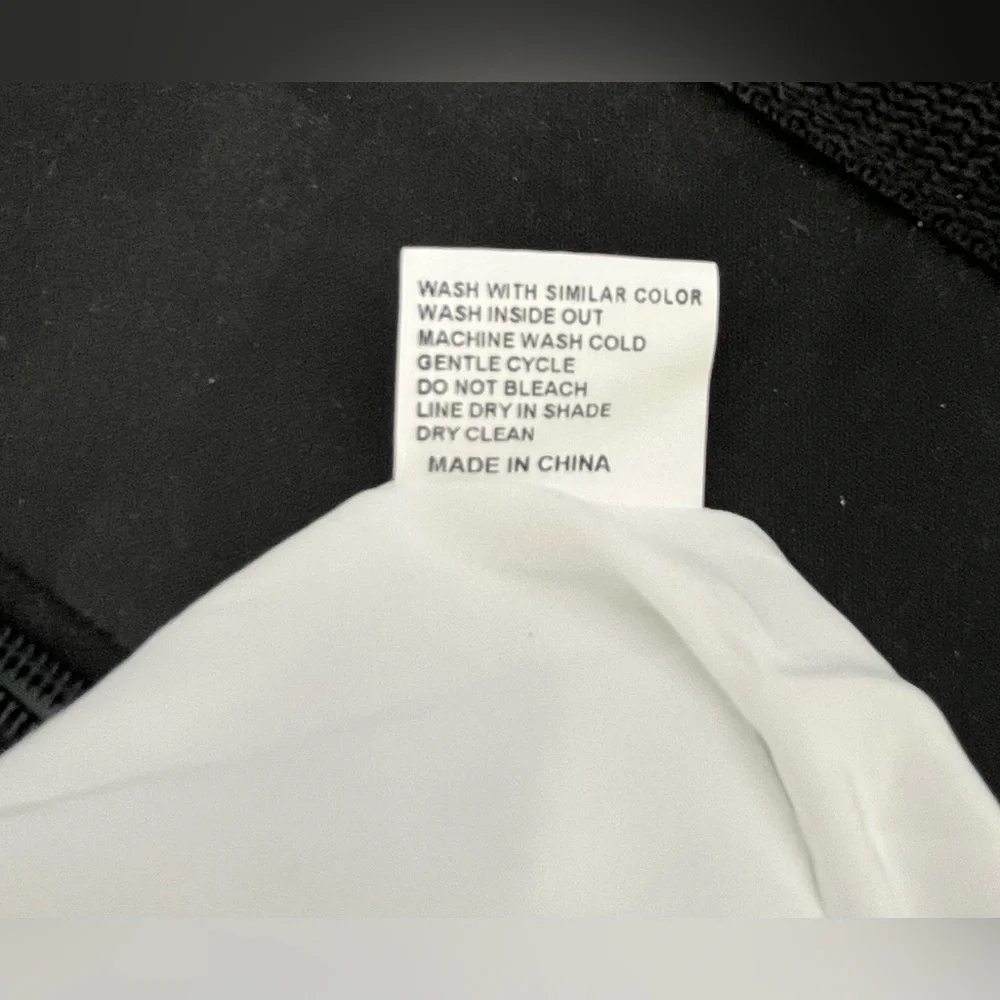 WASH WITH SIMILAR COLOR
WASH INSIDE OUT
MACHINE WASH COLD
GENTLE CYCLE
DO NOT BLEACH
LINE DRY IN SHADE
DRY CLEAN
MADE IN CHINA